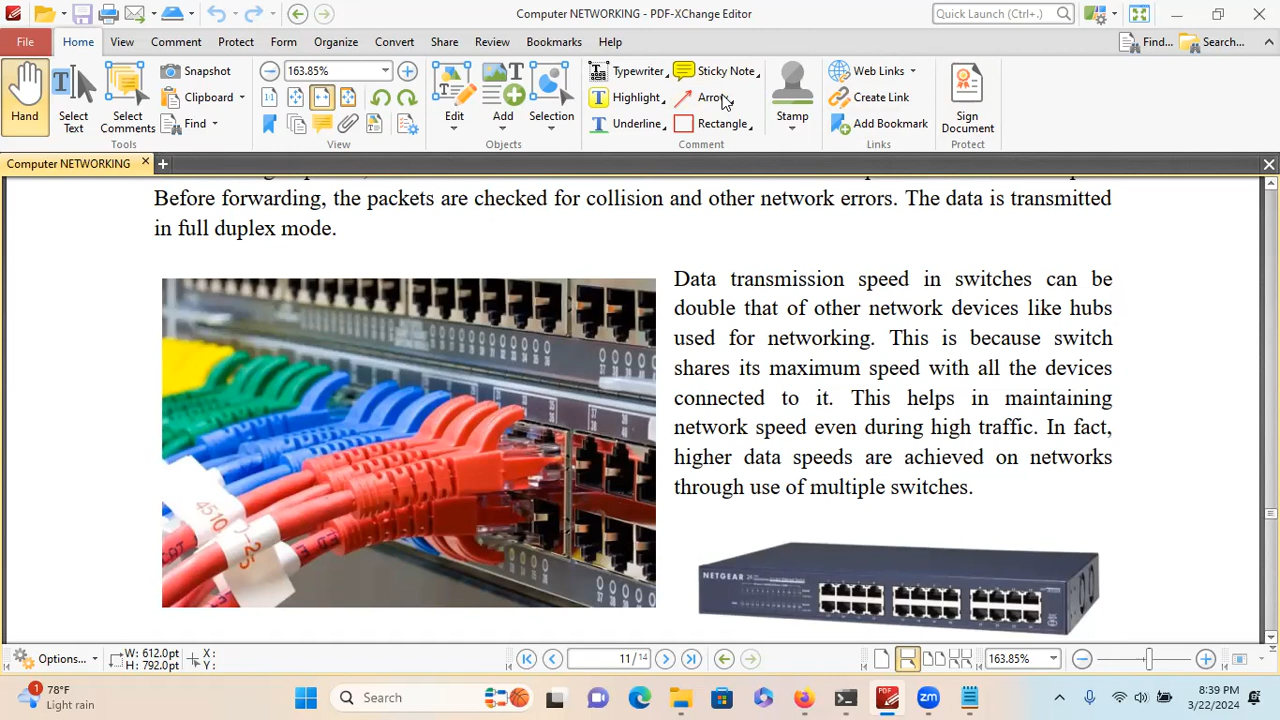 Computer NETWORKING - PDF-XChange Editor
Quick Launch (Ctrl+.)
File Home View Comment Protect Form Organize Convert Share Review Bookmarks Help
Find... Search...
Hand
Select Text
Select Comments
Snapshot
Clipboard
Find
Tools
163.85%
View
Edit
Add
Selection
Objects
Typewriter
Highlight
Underline
Sticky Note
Arrow
Rectangle
Comment
Stamp
Web Links
Create Link
Add Bookmark
Links
Sign Document
Protect
Computer NETWORKING
Before forwarding, the packets are checked for collision and other network errors. The data is transmitted
in full duplex mode.
Data transmission speed in switches can be
double that of other network devices like hubs
used for networking. This is because switch
shares its maximum speed with all the devices
connected to it. This helps in maintaining
network speed even during high traffic. In fact,
higher data speeds are achieved on networks
through use of multiple switches.
4510
25
NETGEAR
Options...
W: 612.0pt
H: 792.0pt
X:
Y:
11 / 14
163.85%
1
78°F
Light rain
Search
PDF
zm
8:39 PM
3/22/2024